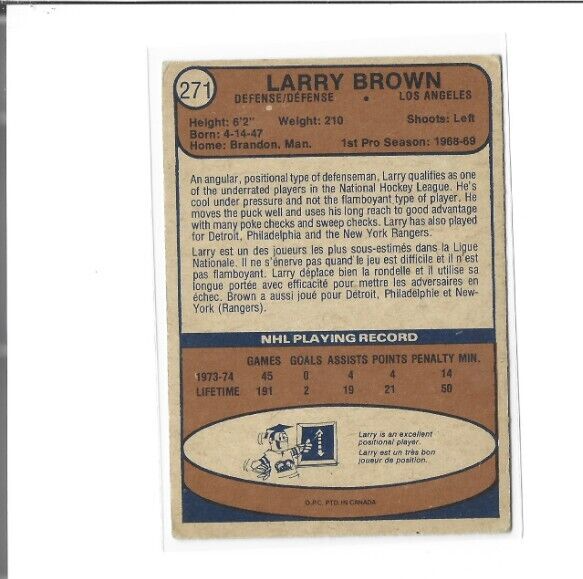 271
LARRY BROWN
DEFENSE/DÉFENSE • LOS ANGELES
Height: 6'2" Weight: 210 Shoots: Left
Born: 4-14-47
Home: Brandon, Man. 1st Pro Season: 1968-69
An angular, positional type of defenseman, Larry qualifies as one
of the underrated players in the National Hockey League. He's
cool under pressure and not the flamboyant type of player. He
moves the puck well and uses his long reach to good advantage
with many poke checks and sweep checks. Larry has also played
for Detroit, Philadelphia and the New York Rangers.
Larry est un des joueurs les plus sous-estimés dans la Ligue
Nationale. Il ne s'énerve pas quand le jeu est difficile et il n'est
pas flamboyant. Larry déplace bien la rondelle et il utilise sa
longue portée avec efficacité pour mettre les adversaires en
échec. Brown a aussi joué pour Détroit, Philadelphie et New-
York (Rangers).
NHL PLAYING RECORD
GAMES GOALS ASSISTS POINTS PENALTY MIN.
1973-74 45 0 4 4 14
LIFETIME 191 2 19 21 50
Larry is an excellent
positional player.
Larry est un très bon
joueur de position.
O.P.C. PTD. IN CANADA